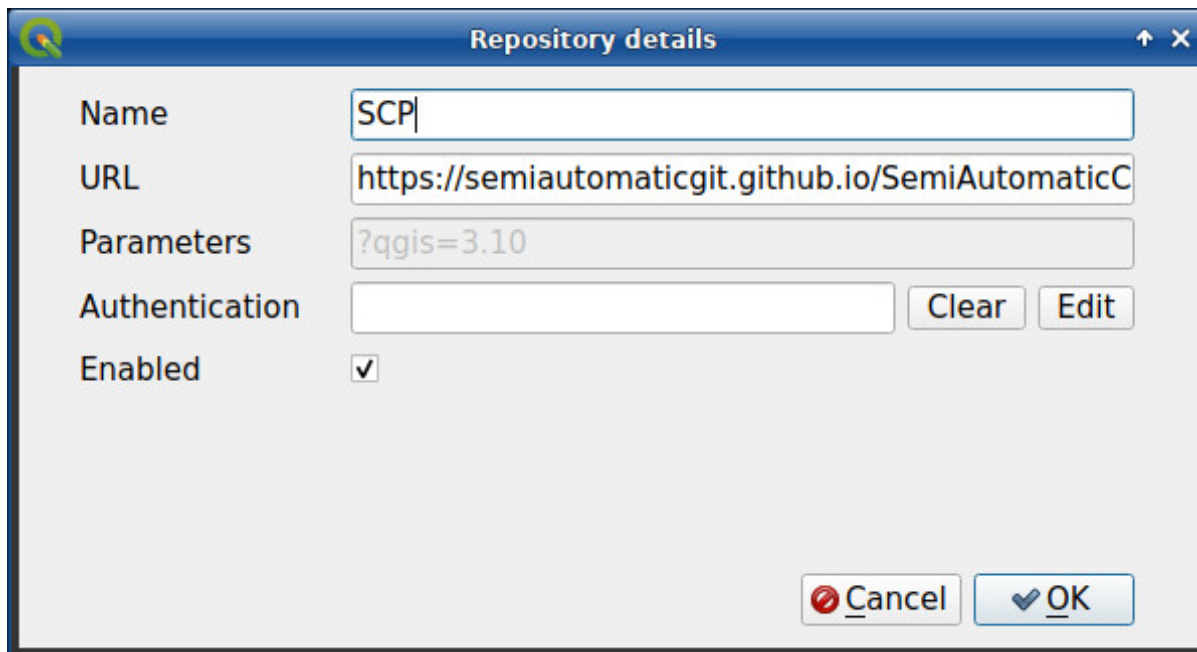 Repository details
Name SCP
URL https://semiautomaticgit.github.io/SemiAutomaticC
Parameters ?qgis=3.10
Authentication Clear Edit
Enabled
Cancel OK